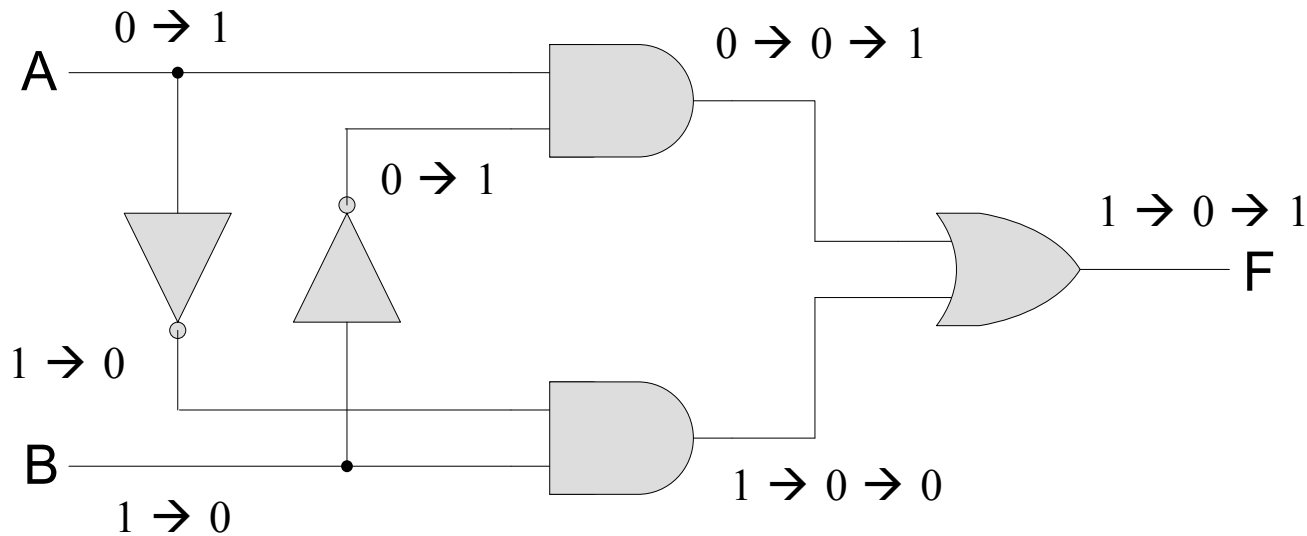 0 → 1
0 → 0 → 1
A
0 → 1
1 → 0 → 1
F
1 → 0
B
1 → 0 → 0
1 → 0